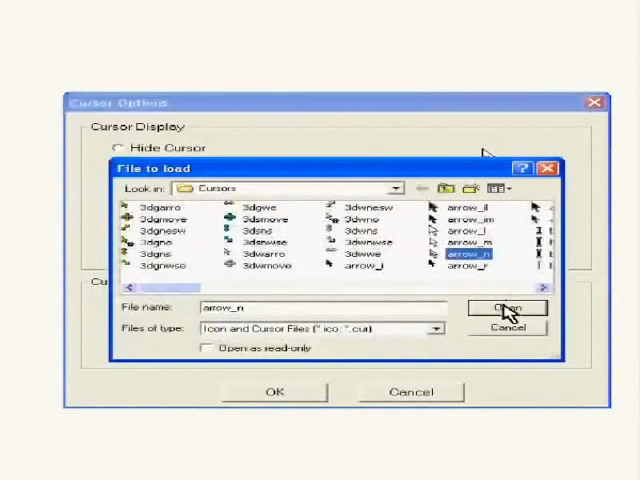 Cursor Options
Cursor Display
Hide Cursor
File to load
Look in: Cursors
3dgarro 3dgwe 3dwnesw arrow_il
3dgmove 3dsmove 3dwno arrow_im
3dgnesw 3dsns 3dwns arrow_l
3dgno 3dsnwse 3dwnwse arrow_m
3dgns 3dwarro 3dwwe arrow_n
3dgnwse 3dwmove arrow_i arrow_r
Cu
File name: arrow_n
Files of type: Icon and Cursor Files (*.ico; *.cur)
Cancel
Open as read-only
OK Cancel